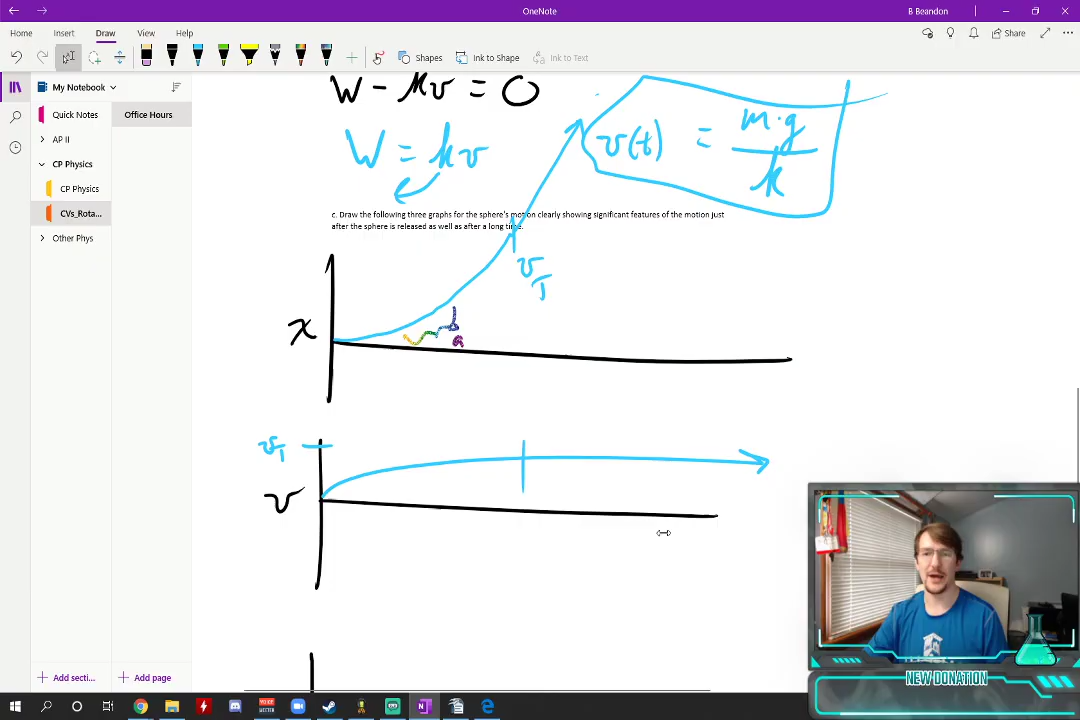 OneNote
B Beandon
Home
Insert
Draw
View
Help
Share
Shapes
Ink to Shape
Ink to Text
My Notebook
Quick Notes
AP II
CP Physics
CP Physics
CVs_Rota...
Other Phys
Office Hours
W - kv = 0
W = kv
v(t) = m·g / k
c. Draw the following three graphs for the sphere's motion clearly showing significant features of the motion just
after the sphere is released as well as after a long time.
v_T
x
a
v_T
v
NEW DONATION
Add secti...
Add page